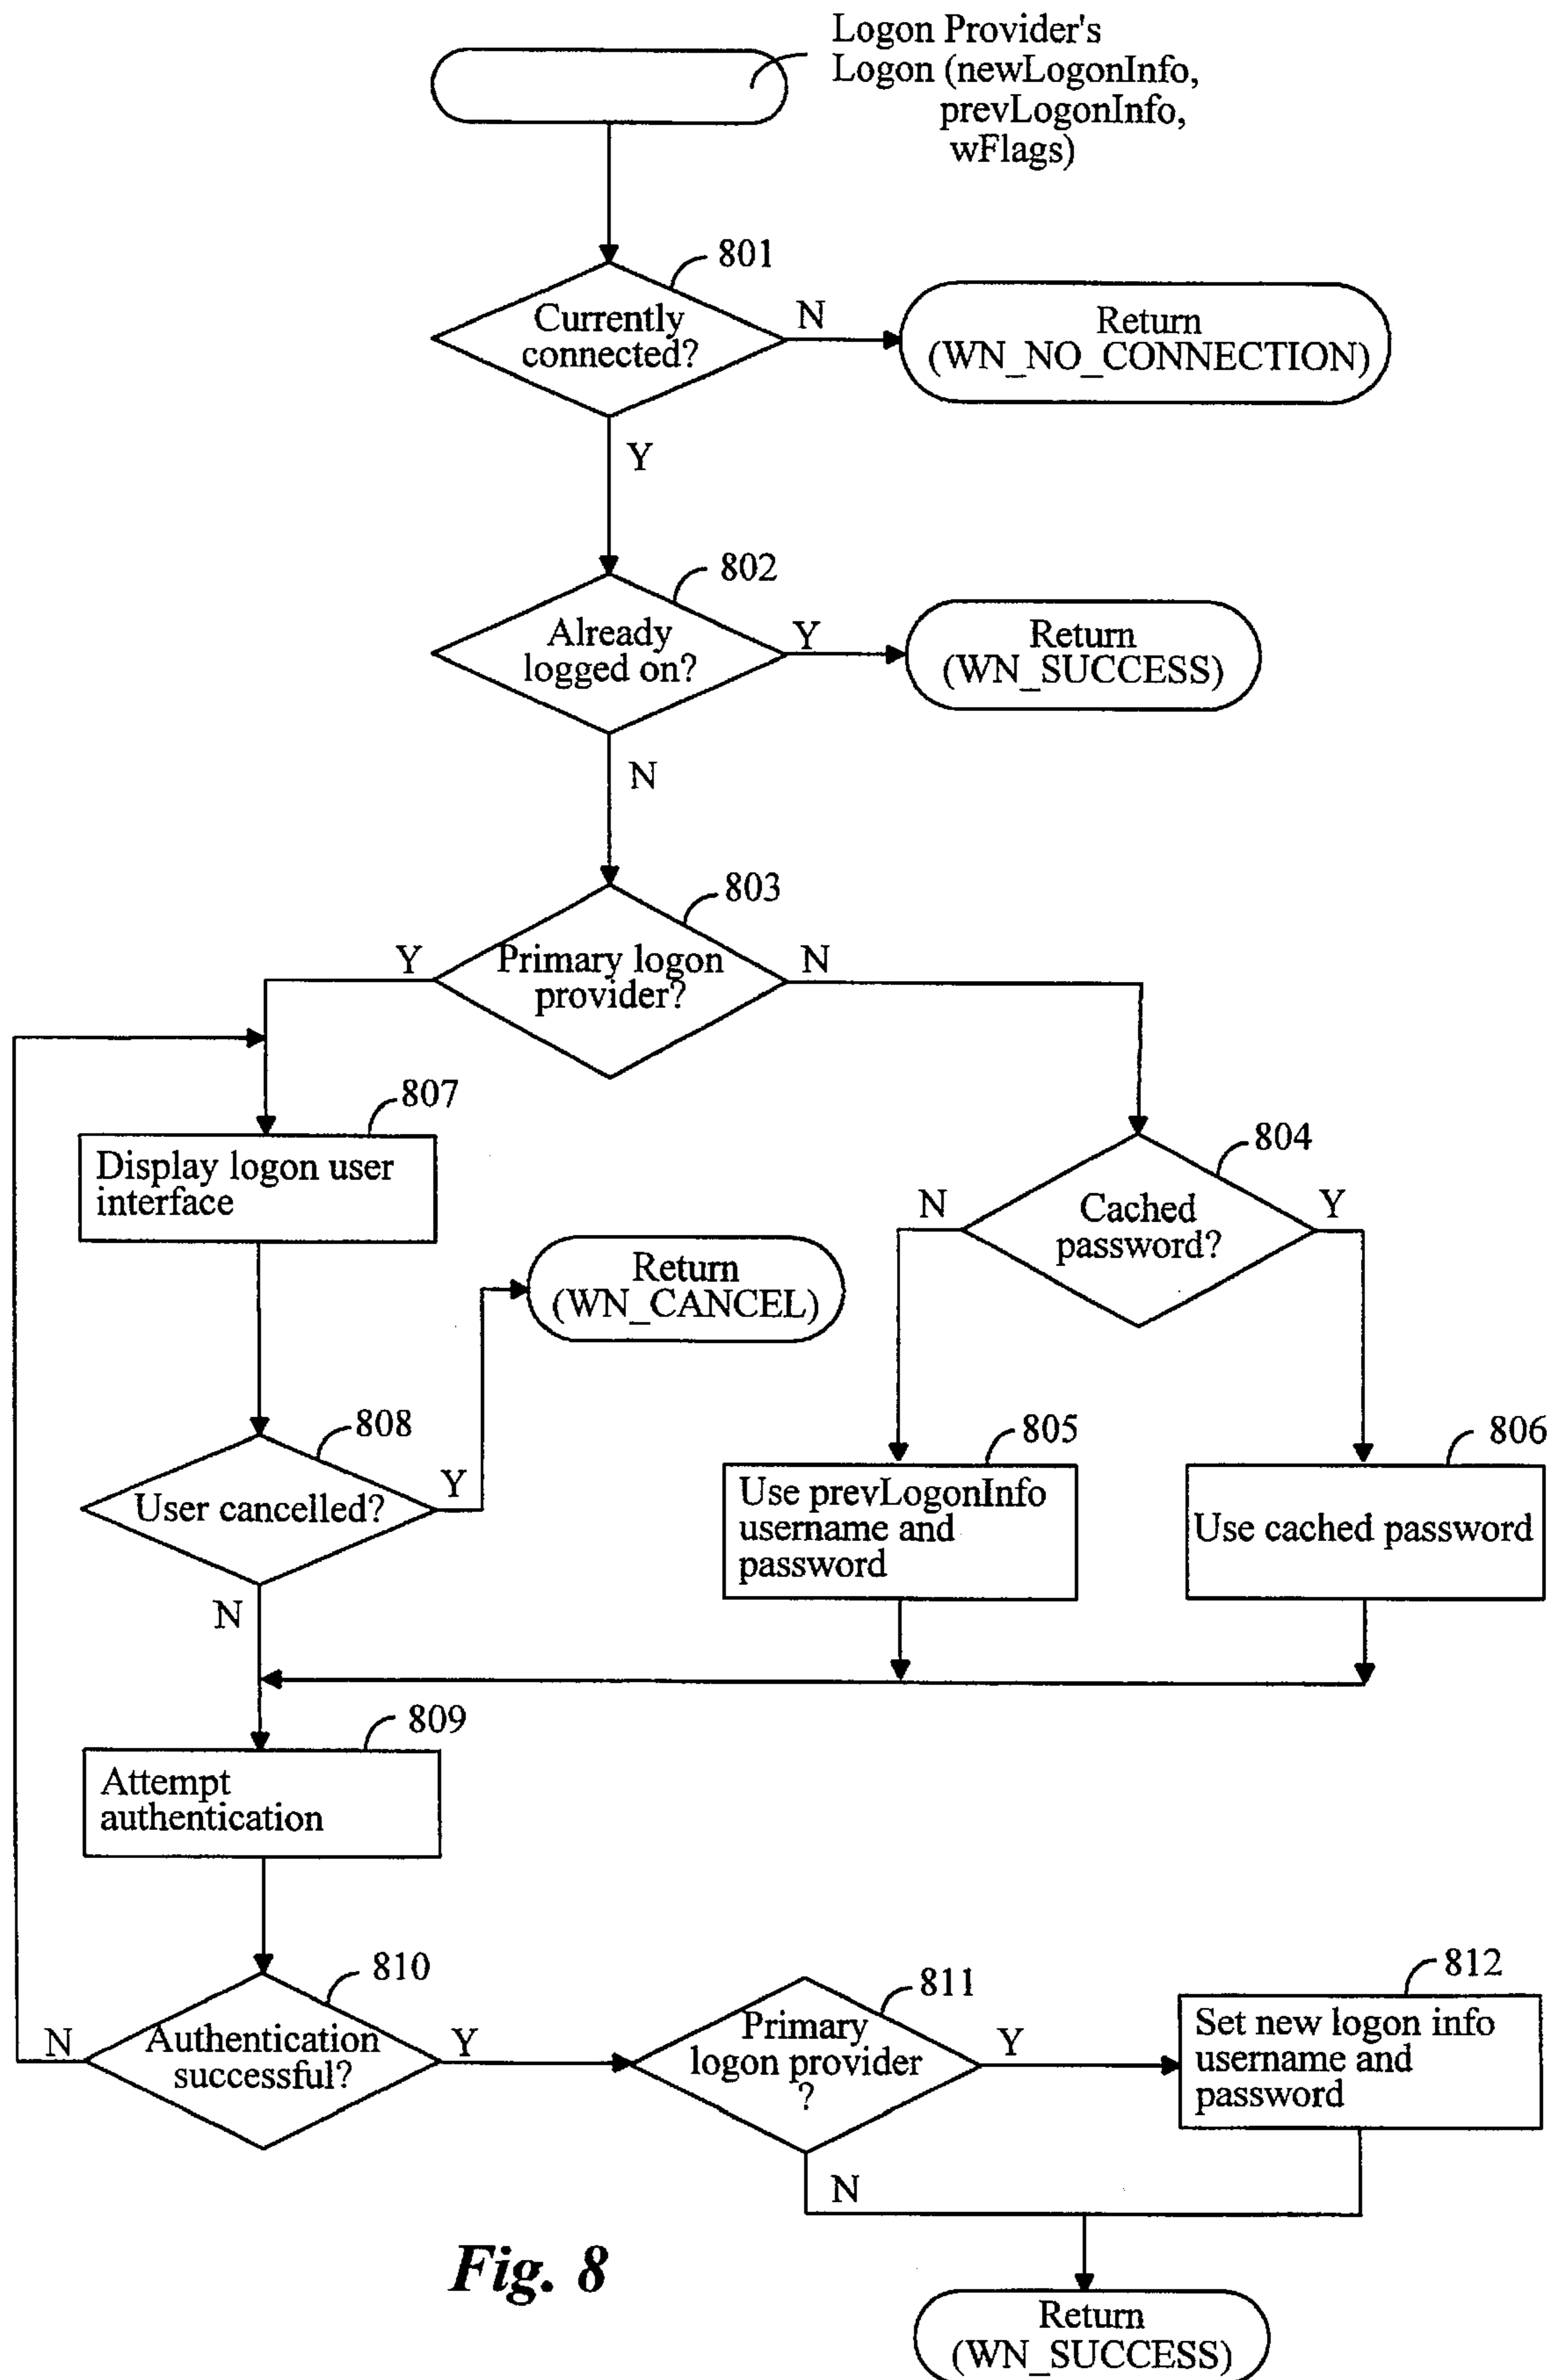 Logon Provider's
Logon (newLogonInfo,
prevLogonInfo,
wFlags)
801
Currently
connected?
N
Return
(WN_NO_CONNECTION)
Y
802
Already
logged on?
Y
Return
(WN_SUCCESS)
N
803
Primary logon
provider?
Y
N
807
Display logon user
interface
804
Cached
password?
N
Y
Return
(WN_CANCEL)
808
User cancelled?
Y
N
805
Use prevLogonInfo
username and
password
806
Use cached password
809
Attempt
authentication
810
Authentication
successful?
N
Y
811
Primary
logon provider
?
Y
N
812
Set new logon info
username and
password
Return
(WN_SUCCESS)
Fig. 8